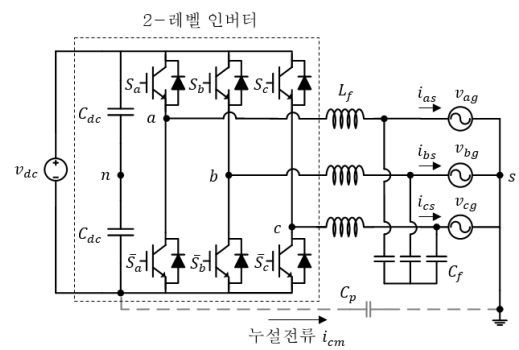 2-레벨 인버터
S_a S_b S_c
L_f
i_as v_ag
C_dc
a
i_bs v_bg
v_dc n b s
i_cs v_cg
c
C_dc
S̄_a S̄_b S̄_c
C_f
C_p
누설전류 i_cm